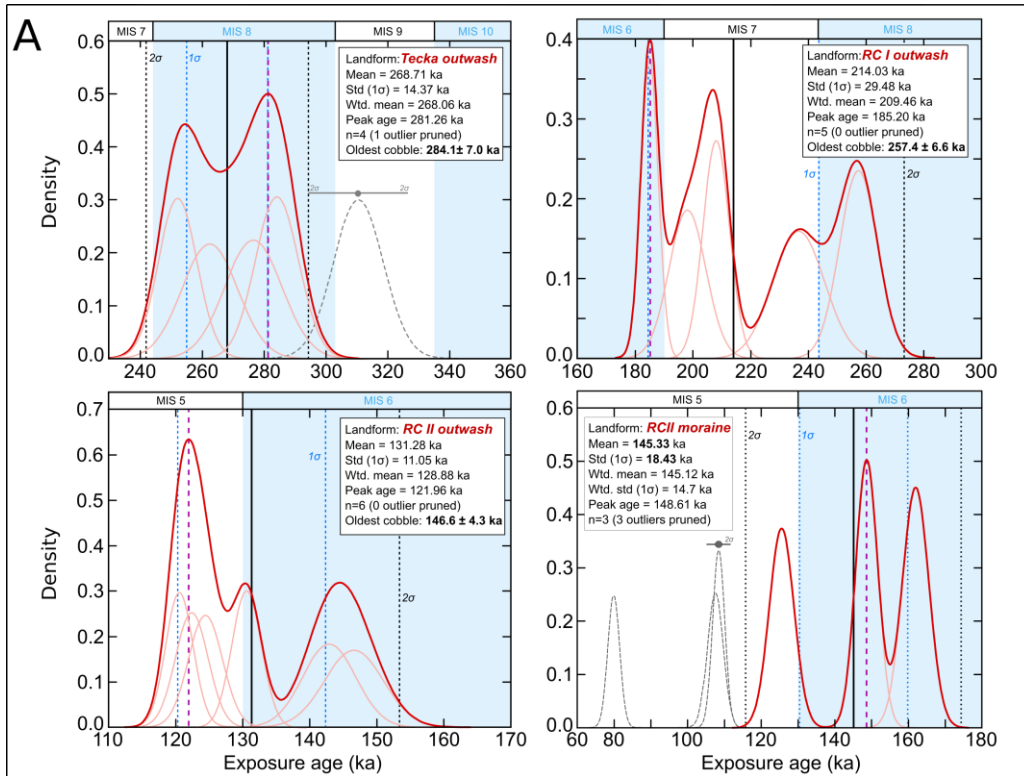 A
MIS 7 MIS 8 MIS 9 MIS 10
2σ 1σ
Landform: Tecka outwash
Mean = 268.71 ka
Std (1σ) = 14.37 ka
Wtd. mean = 268.06 ka
Peak age = 281.26 ka
n=4 (1 outlier pruned)
Oldest cobble: 284.1± 7.0 ka
2σ 2σ
0.6
0.5
0.4
0.3
0.2
0.1
0.0
Density
240 260 280 300 320 340 360
MIS 6 MIS 7 MIS 8
Landform: RC I outwash
Mean = 214.03 ka
Std (1σ) = 29.48 ka
Wtd. mean = 209.46 ka
Peak age = 185.20 ka
n=5 (0 outlier pruned)
Oldest cobble: 257.4 ± 6.6 ka
1σ 2σ
0.4
0.3
0.2
0.1
0.0
160 180 200 220 240 260 280 300
MIS 5 MIS 6
Landform: RC II outwash
Mean = 131.28 ka
Std (1σ) = 11.05 ka
Wtd. mean = 128.88 ka
Peak age = 121.96 ka
n=6 (0 outlier pruned)
Oldest cobble: 146.6 ± 4.3 ka
1σ
2σ
0.7
0.6
0.5
0.4
0.3
0.2
0.1
0.0
Density
110 120 130 140 150 160 170
Exposure age (ka)
MIS 5 MIS 6
Landform: RCII moraine
Mean = 145.33 ka
Std (1σ) = 18.43 ka
Wtd. mean = 145.12 ka
Wtd. std (1σ) = 14.7 ka
Peak age = 148.61 ka
n=3 (3 outliers pruned)
2σ 1σ
2σ
0.6
0.5
0.4
0.3
0.2
0.1
0.0
60 80 100 120 140 160 180
Exposure age (ka)